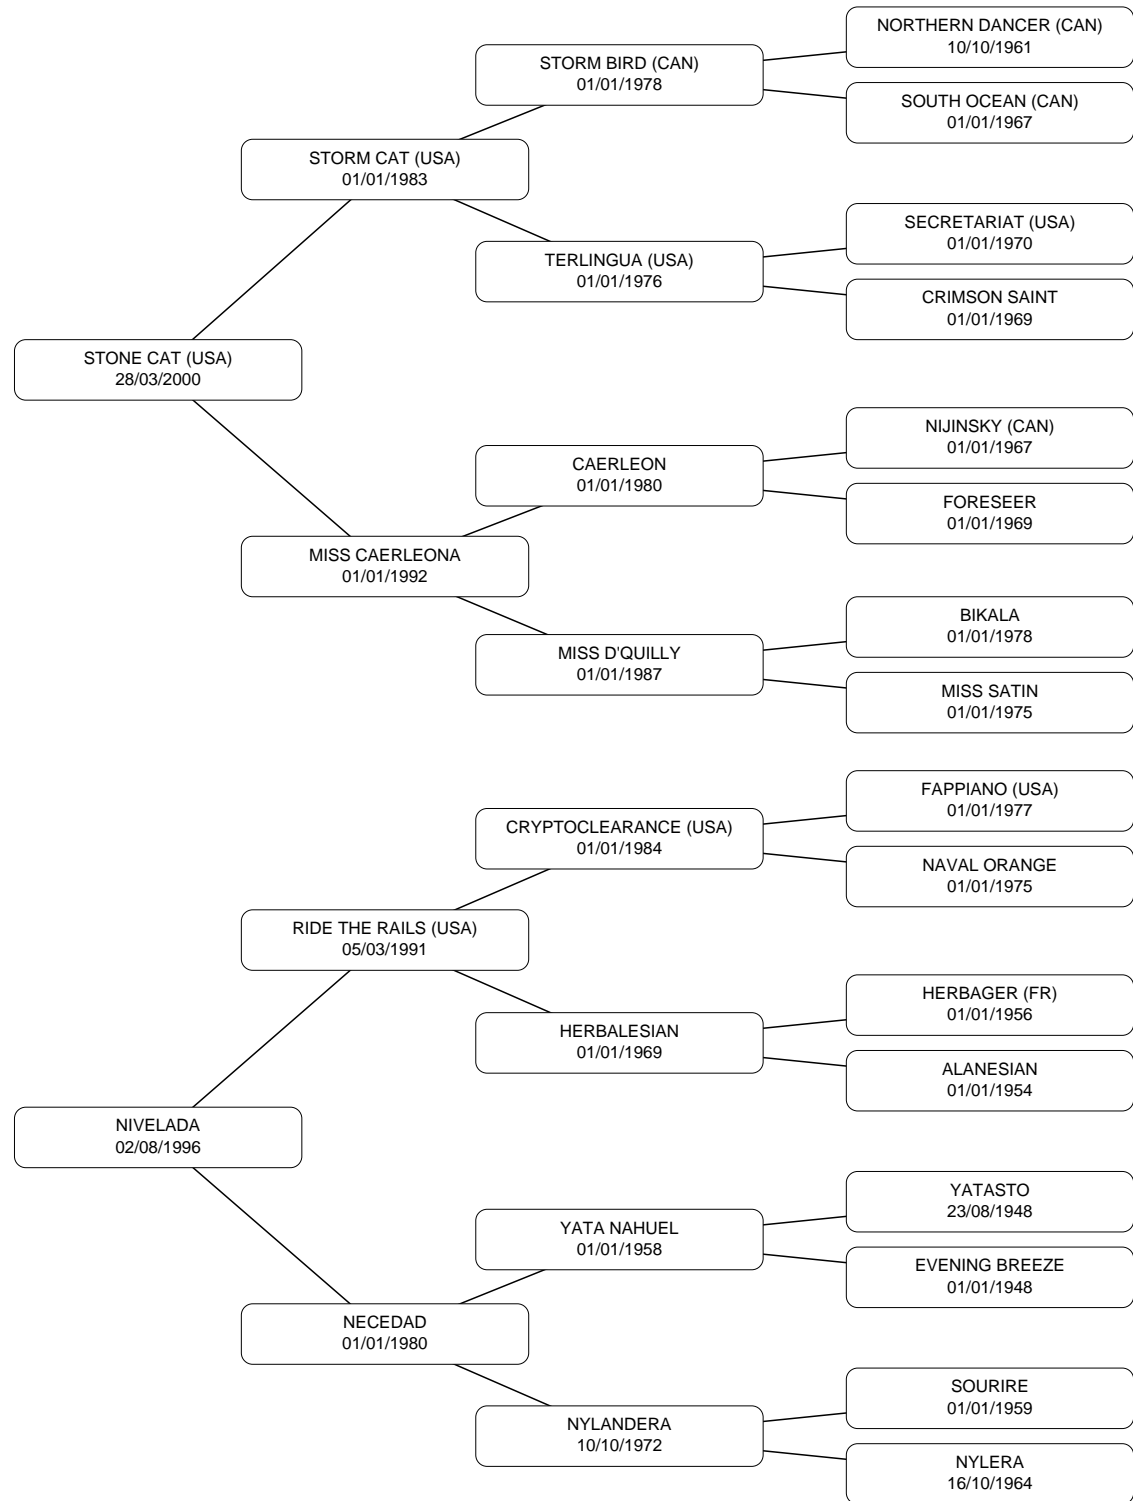 NORTHERN DANCER (CAN)
10/10/1961
STORM BIRD (CAN)
01/01/1978
SOUTH OCEAN (CAN)
01/01/1967
STORM CAT (USA)
01/01/1983
SECRETARIAT (USA)
01/01/1970
TERLINGUA (USA)
01/01/1976
CRIMSON SAINT
01/01/1969
STONE CAT (USA)
28/03/2000
NIJINSKY (CAN)
01/01/1967
CAERLEON
01/01/1980
FORESEER
01/01/1969
MISS CAERLEONA
01/01/1992
BIKALA
01/01/1978
MISS D'QUILLY
01/01/1987
MISS SATIN
01/01/1975
FAPPIANO (USA)
01/01/1977
CRYPTOCLEARANCE (USA)
01/01/1984
NAVAL ORANGE
01/01/1975
RIDE THE RAILS (USA)
05/03/1991
HERBAGER (FR)
01/01/1956
HERBALESIAN
01/01/1969
ALANESIAN
01/01/1954
NIVELADA
02/08/1996
YATASTO
23/08/1948
YATA NAHUEL
01/01/1958
EVENING BREEZE
01/01/1948
NECEDAD
01/01/1980
SOURIRE
01/01/1959
NYLANDERA
10/10/1972
NYLERA
16/10/1964